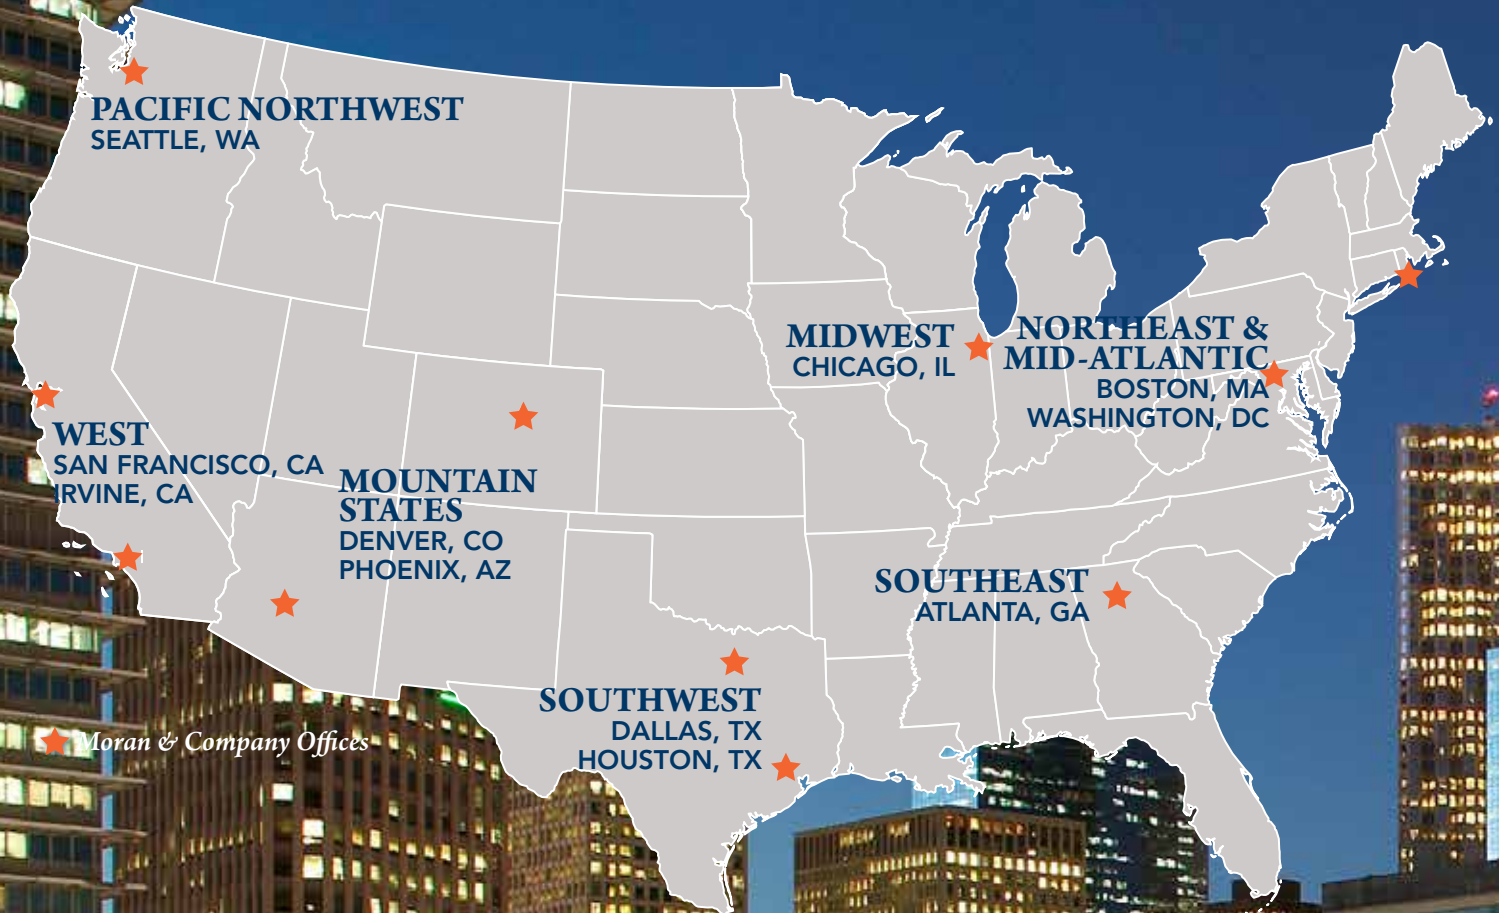 PACIFIC NORTHWEST
SEATTLE, WA
MIDWEST
CHICAGO, IL
NORTHEAST &
MID-ATLANTIC
BOSTON, MA
WASHINGTON, DC
WEST
SAN FRANCISCO, CA
IRVINE, CA
MOUNTAIN
STATES
DENVER, CO
PHOENIX, AZ
SOUTHEAST
ATLANTA, GA
SOUTHWEST
DALLAS, TX
HOUSTON, TX
Moran & Company Offices